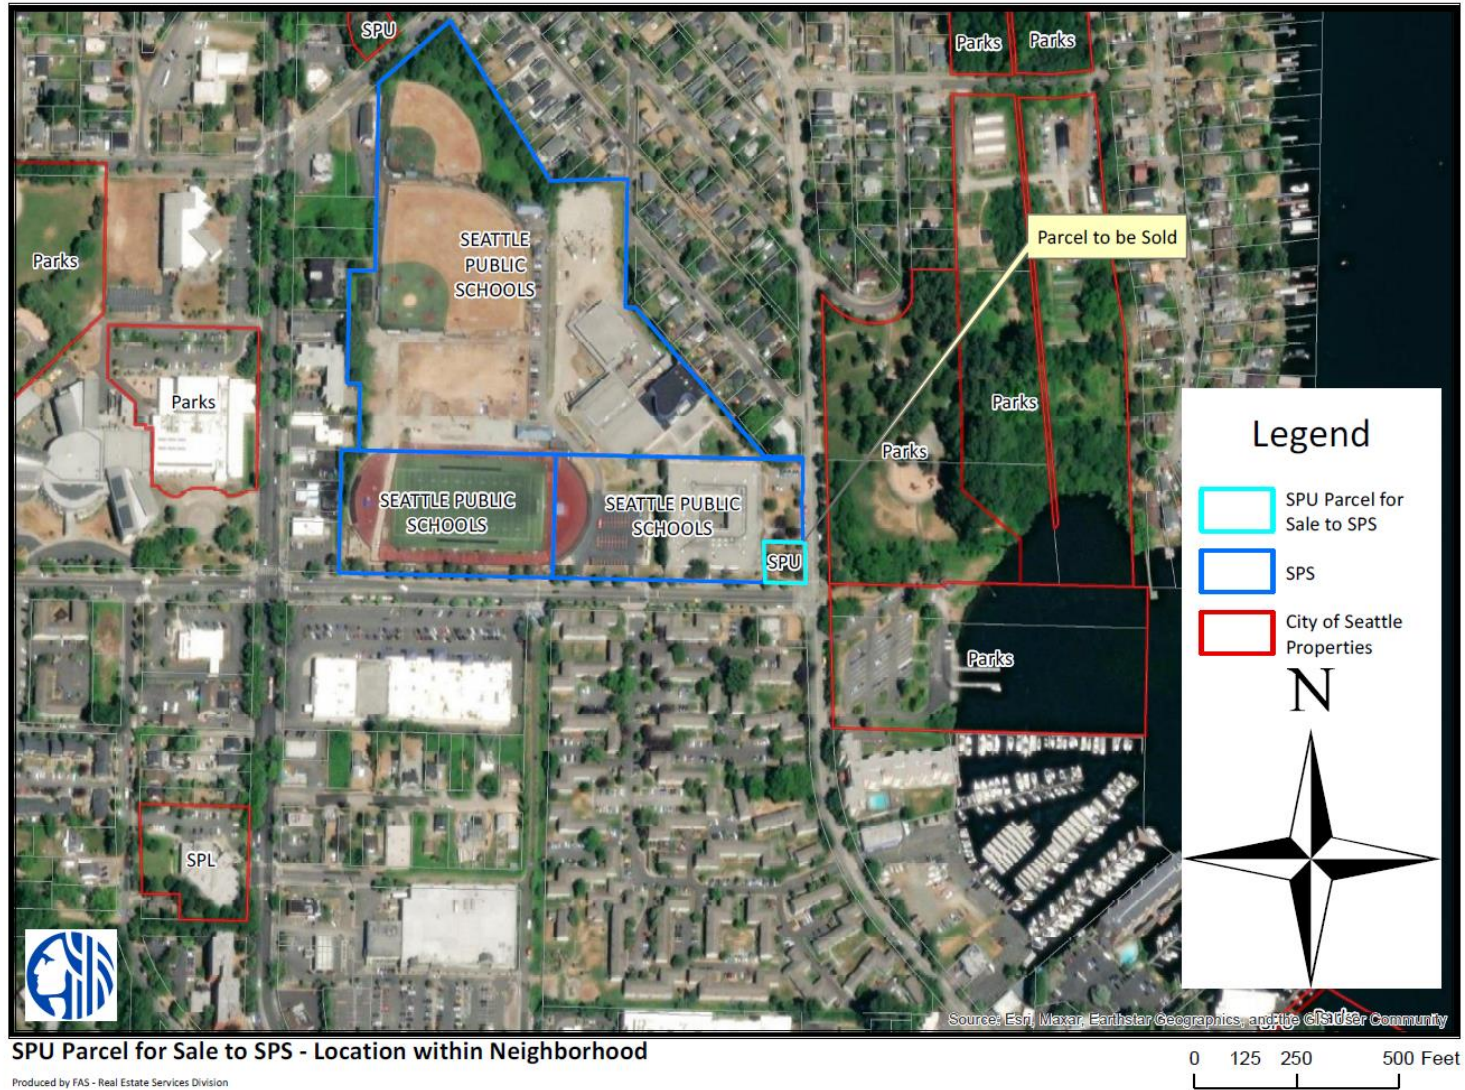 SPU
Parks
Parks
Parcel to be Sold
SEATTLE
PUBLIC
SCHOOLS
Parks
Parks
Parks
Parks
SEATTLE PUBLIC
SCHOOLS
SEATTLE PUBLIC
SCHOOLS
SPU
Parks
SPL
Legend
SPU Parcel for
Sale to SPS
SPS
City of Seattle
Properties
N
Parks
Source: Esri, Maxar, Earthstar Geographics, and the GIS User Community
SPU Parcel for Sale to SPS - Location within Neighborhood
Produced by FAS - Real Estate Services Division
0 125 250 500 Feet